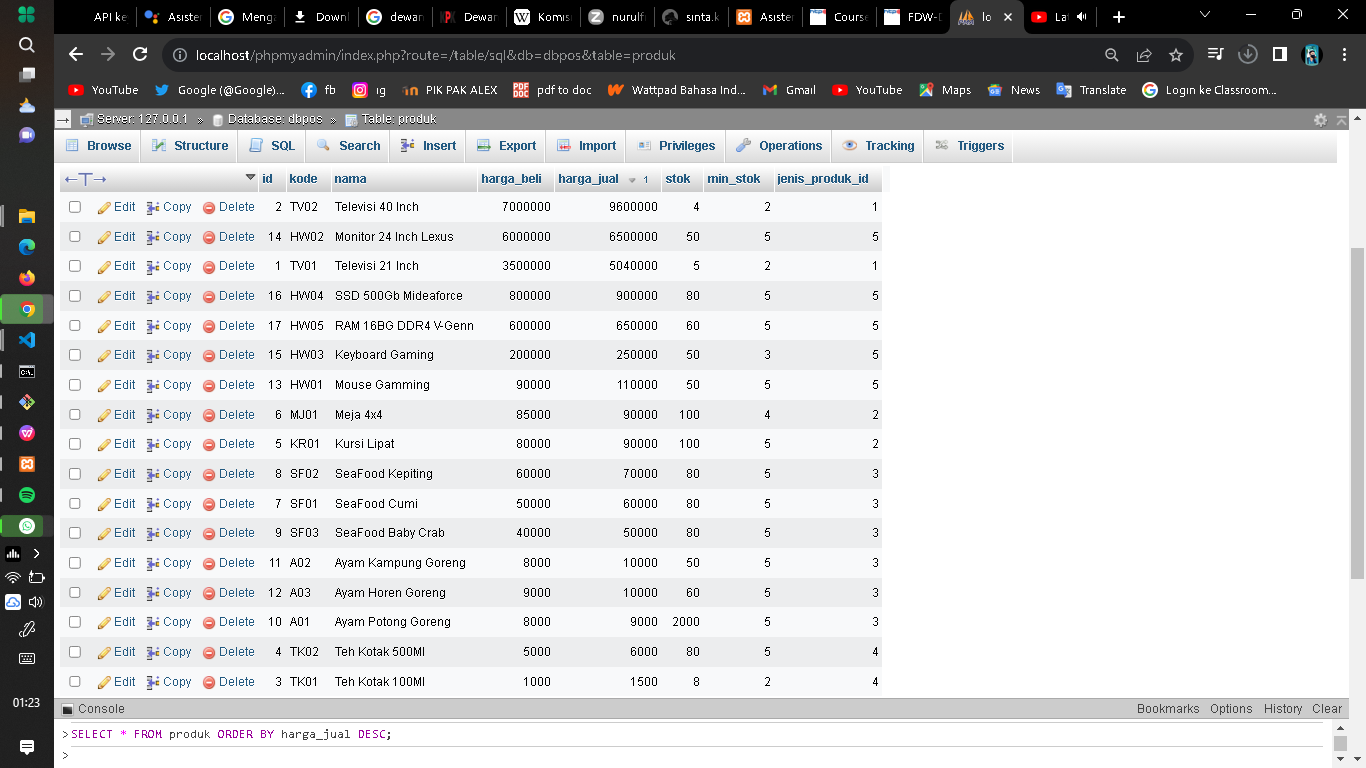 API ke Asisten Meng Downl dewan Dewan Komisi nurulf sinta.k Asisten Course FDW-D lo La
localhost/phpmyadmin/index.php?route=/table/sql&db=dbpos&table=produk
YouTube Google (@Google)... fb ig PIK PAK ALEX pdf to doc Wattpad Bahasa Ind... Gmail YouTube Maps News Translate Login ke Classroom...
Server: 127.0.0.1 » Database: dbpos » Table: produk
Browse Structure SQL Search Insert Export Import Privileges Operations Tracking Triggers
id kode nama harga_beli harga_jual 1 stok min_stok jenis_produk_id
Edit Copy Delete 2 TV02 Televisi 40 Inch 7000000 9600000 4 2 1
Edit Copy Delete 14 HW02 Monitor 24 Inch Lexus 6000000 6500000 50 5 5
Edit Copy Delete 1 TV01 Televisi 21 Inch 3500000 5040000 5 2 1
Edit Copy Delete 16 HW04 SSD 500Gb Mideaforce 800000 900000 80 5 5
Edit Copy Delete 17 HW05 RAM 16BG DDR4 V-Genn 600000 650000 60 5 5
Edit Copy Delete 15 HW03 Keyboard Gaming 200000 250000 50 3 5
Edit Copy Delete 13 HW01 Mouse Gamming 90000 110000 50 5 5
Edit Copy Delete 6 MJ01 Meja 4x4 85000 90000 100 4 2
Edit Copy Delete 5 KR01 Kursi Lipat 80000 90000 100 5 2
Edit Copy Delete 8 SF02 SeaFood Kepiting 60000 70000 80 5 3
Edit Copy Delete 7 SF01 SeaFood Cumi 50000 60000 80 5 3
Edit Copy Delete 9 SF03 SeaFood Baby Crab 40000 50000 80 5 3
Edit Copy Delete 11 A02 Ayam Kampung Goreng 8000 10000 50 5 3
Edit Copy Delete 12 A03 Ayam Horen Goreng 9000 10000 60 5 3
Edit Copy Delete 10 A01 Ayam Potong Goreng 8000 9000 2000 5 3
Edit Copy Delete 4 TK02 Teh Kotak 500Ml 5000 6000 80 5 4
Edit Copy Delete 3 TK01 Teh Kotak 100Ml 1000 1500 8 2 4
01:23
Console Bookmarks Options History Clear
>SELECT * FROM produk ORDER BY harga_jual DESC;
>